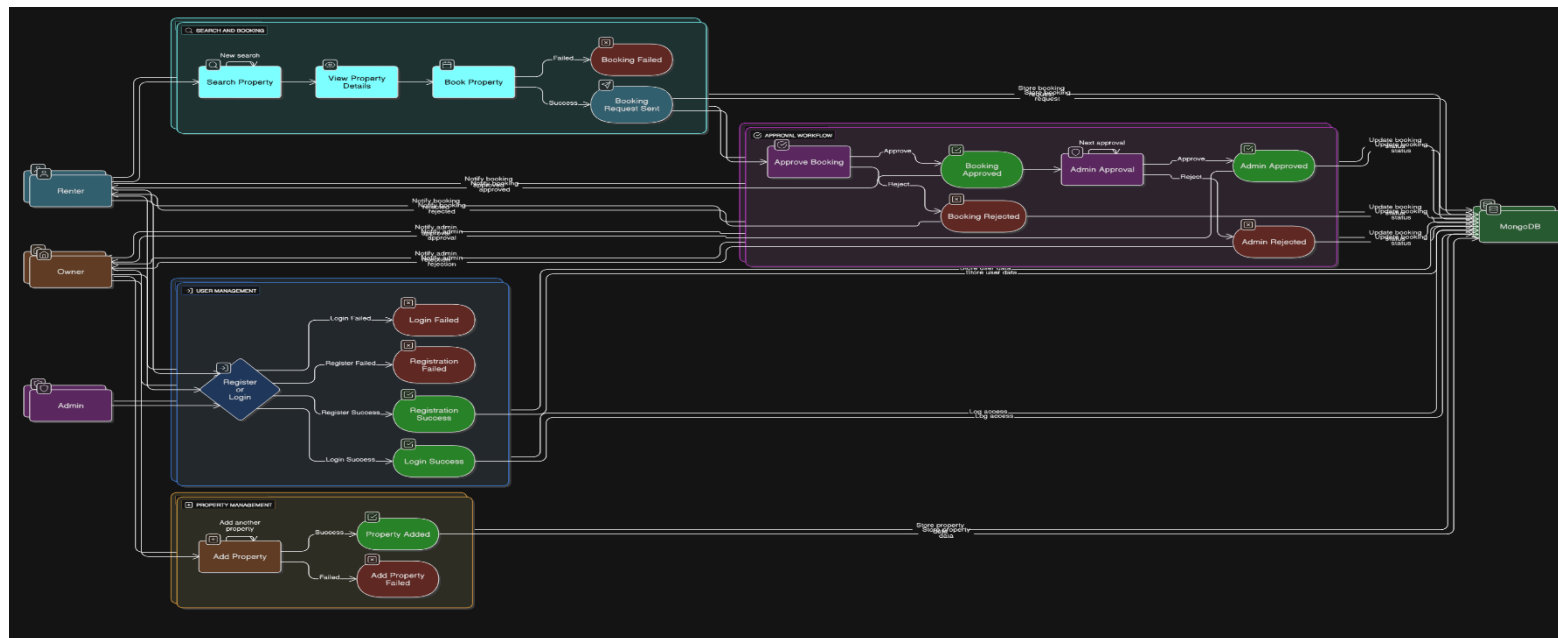 SEARCH AND BOOKING
New search
Search Property
View Property
Details
Book Property
Failed
Booking Failed
Success
Booking
Request Sent
Store booking
request
APPROVAL WORKFLOW
Approve Booking
Approve
Reject
Booking
Approved
Booking Rejected
Next approval
Admin Approval
Approve
Reject
Admin Approved
Admin Rejected
Update booking
status
Update booking
status
Update booking
status
MongoDB
Renter
Notify booking
approved
Notify booking
rejected
Owner
Notify admin
approval
Notify admin
rejection
Store user data
USER MANAGEMENT
Register
or
Login
Login Failed
Login Failed
Register Failed
Registration
Failed
Admin
Register Success
Registration
Success
Log access
Log access
Login Success
Login Success
PROPERTY MANAGEMENT
Add another
property
Add Property
Success
Property Added
Store property
data
Failed
Add Property
Failed